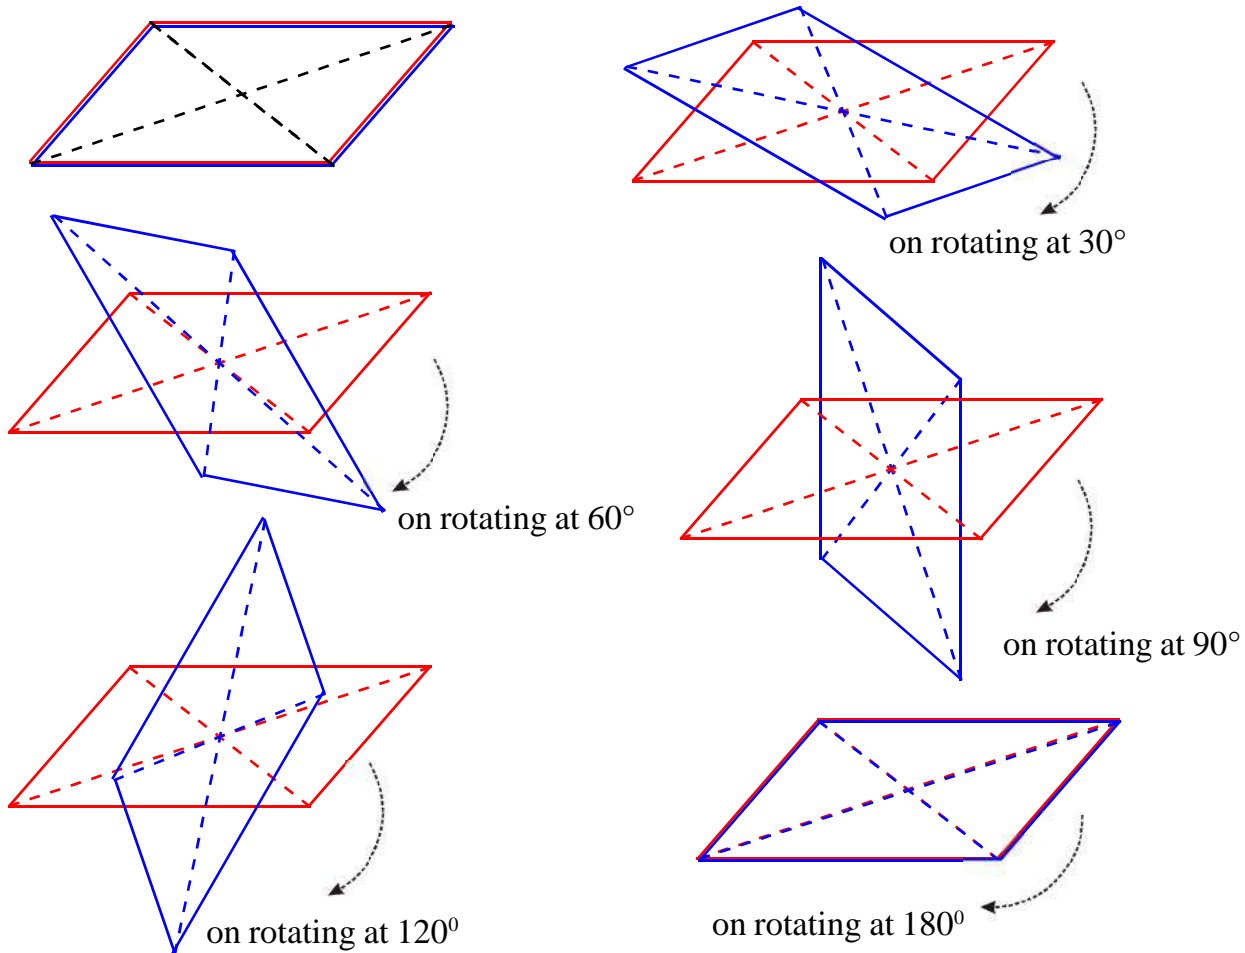 on rotating at 30°
on rotating at 60°
on rotating at 90°
on rotating at 120⁰
on rotating at 180⁰